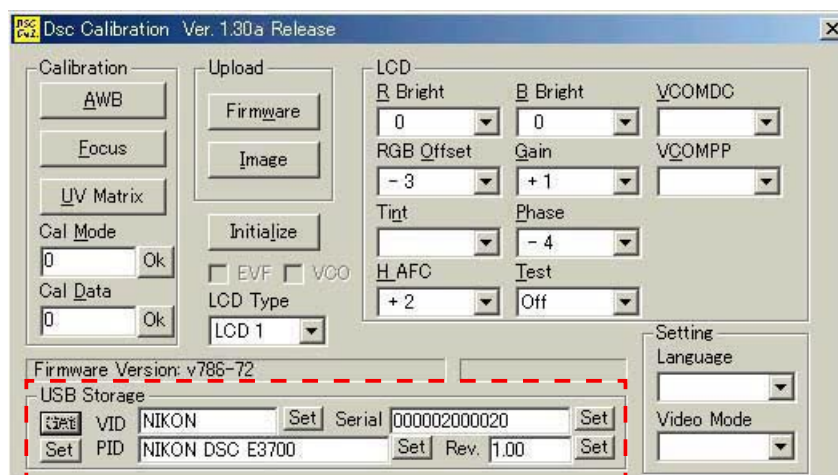 Dsc Calibration Ver. 1.30a Release
Calibration
AWB
Focus
UV Matrix
Cal Mode
0 Ok
Cal Data
0 Ok
Upload
Firmware
Image
Initialize
EVF VCO
LCD Type
LCD 1
LCD
R Bright B Bright VCOMDC
0 0
RGB Offset Gain VCOMPP
- 3 + 1
Tint Phase
- 4
H AFC Test
+ 2 Off
Firmware Version: v786-72
USB Storage
VID NIKON Set Serial 000002000020 Set
Set PID NIKON DSC E3700 Set Rev. 1.00 Set
Setting
Language
Video Mode